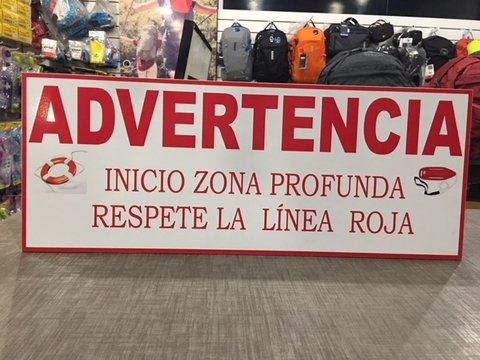 ADVERTENCIA
INICIO ZONA PROFUNDA
RESPETE LA LÍNEA ROJA